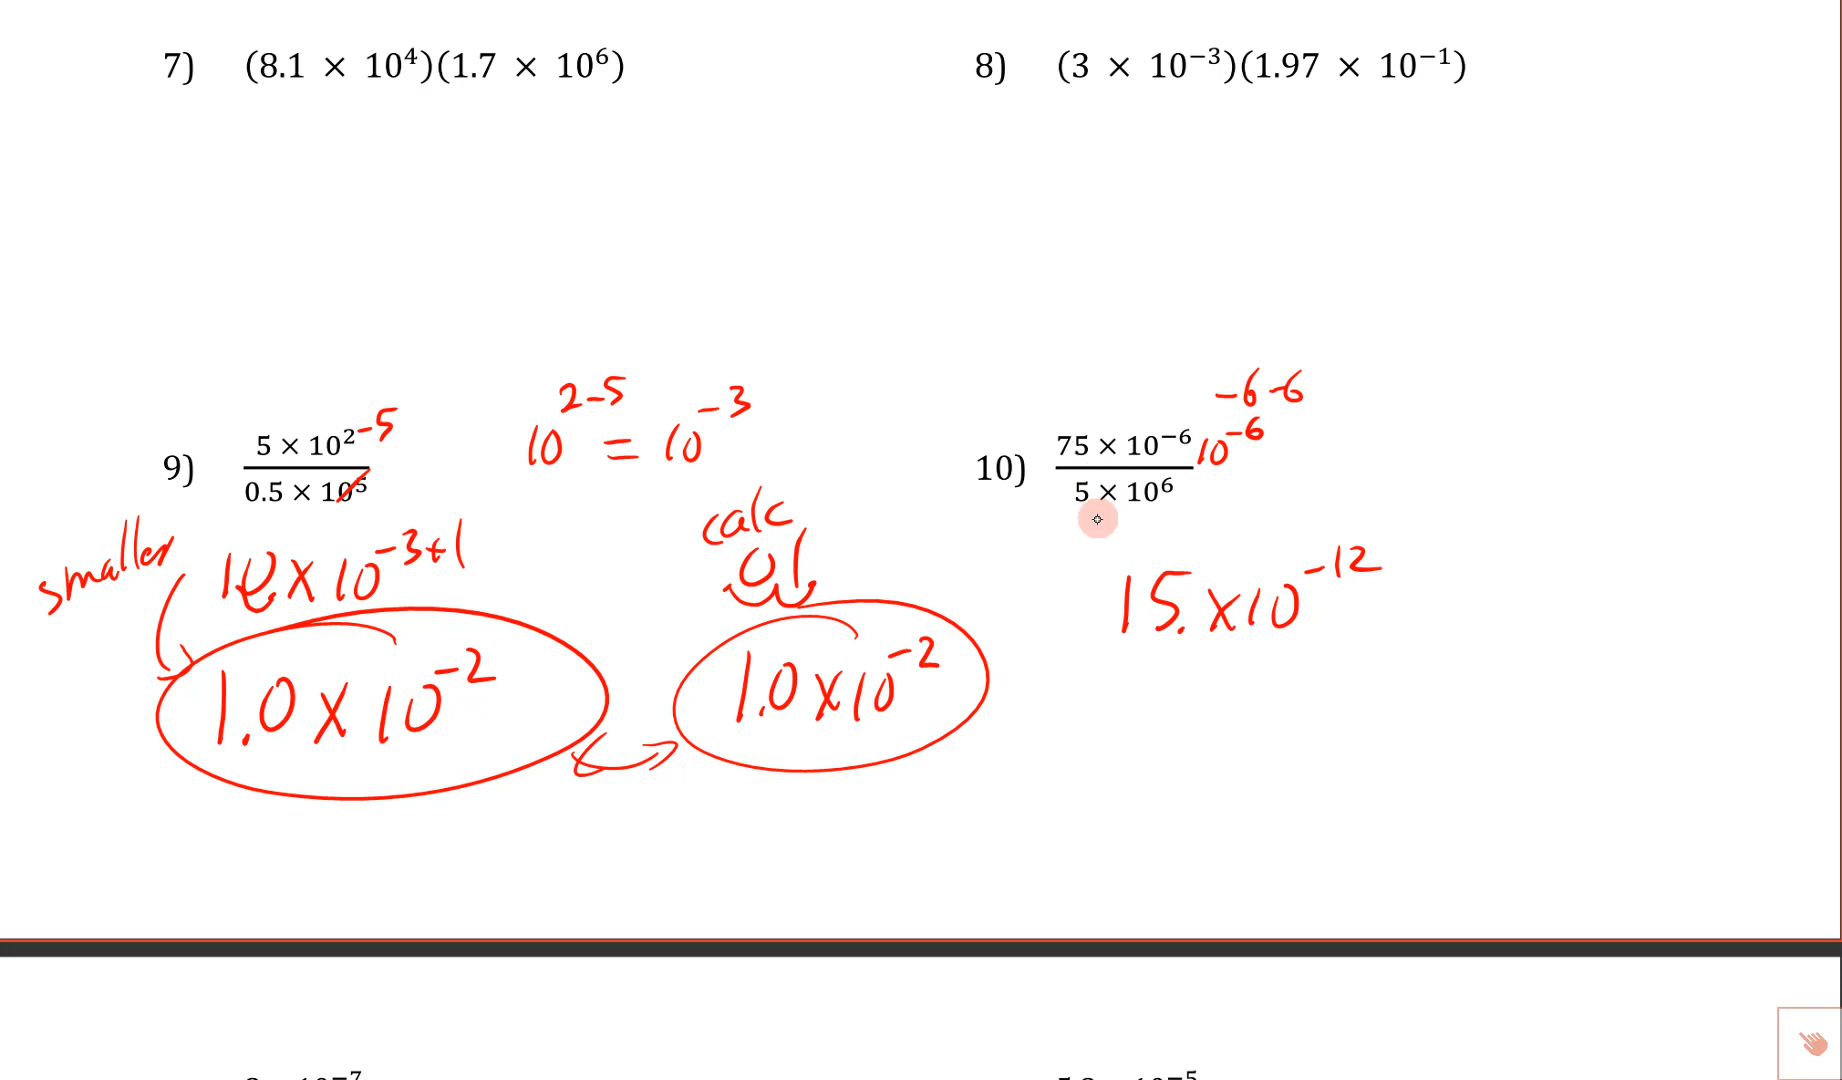 7) (8.1 × 10⁴)(1.7 × 10⁶)
8) (3 × 10⁻³)(1.97 × 10⁻¹)
9) 5 × 10² -5
0.5 × 10⁵
10²⁻⁵ = 10⁻³
smaller
10. x 10⁻³⁺¹
1.0 x 10⁻²
calc
.01
1.0 x 10⁻²
-6-6
10) 75 × 10⁻⁶ 10⁻⁶
5 × 10⁶
15. x 10⁻¹²